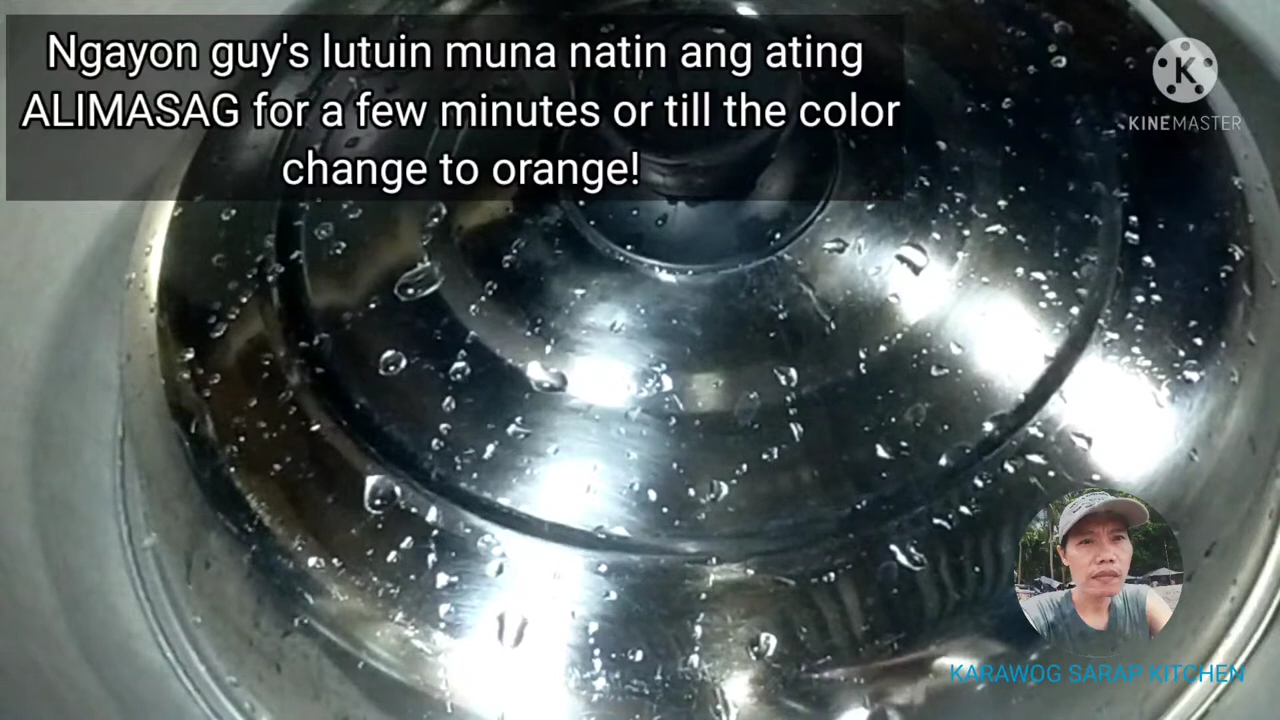 Ngayon guy's lutuin muna natin ang ating
ALIMASAG for a few minutes or till the color
change to orange!
K
KINEMASTER
KARAWOG SARAP KITCHEN